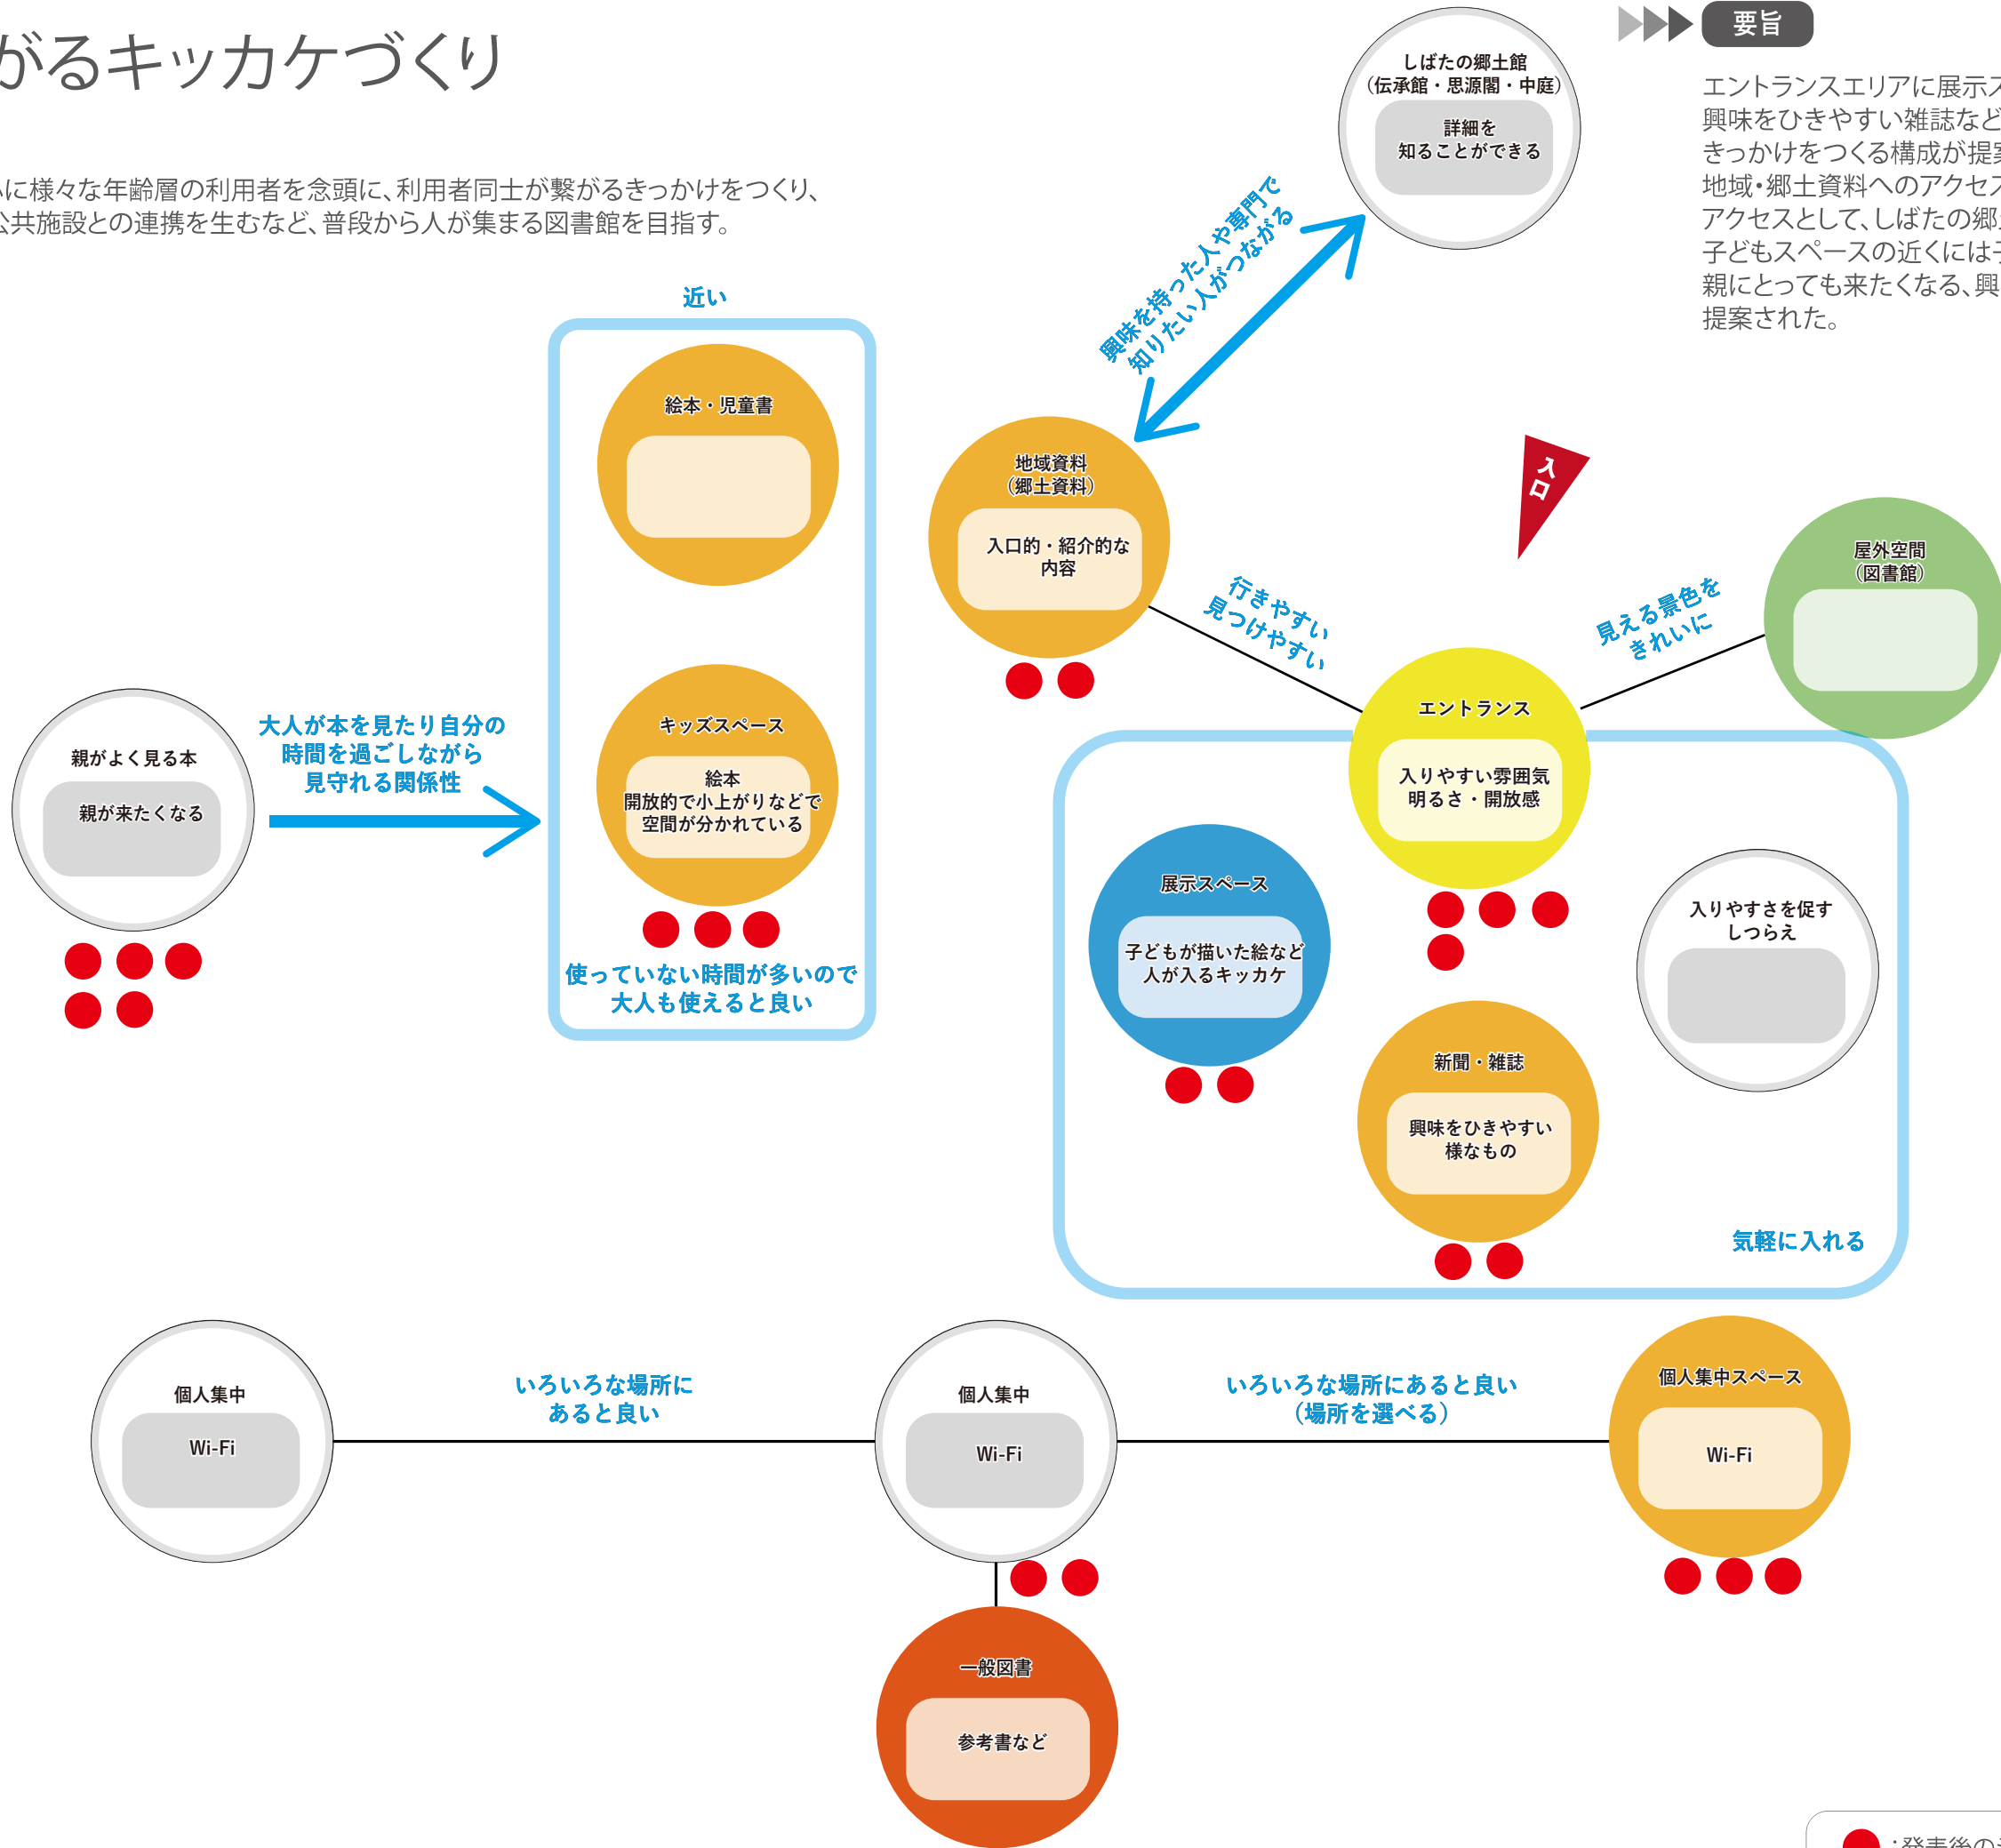 がるキッカケづくり
に様々な年齢層の利用者を念頭に、利用者同士が繋がるきっかけをつくり、
公共施設との連携を生むなど、普段から人が集まる図書館を目指す。
要旨
エントランスエリアに展示ス
興味をひきやすい雑誌など
きっかけをつくる構成が提案
地域・郷土資料へのアクセス
アクセスとして、しばたの郷土
子どもスペースの近くには子
親にとっても来たくなる、興
提案された。
しばたの郷土館
（伝承館・思源閣・中庭）
詳細を
知ることができる
興味を持った人や専門で
知りたい人がつながる
近い
絵本・児童書
地域資料
（郷土資料）
入口的・紹介的な
内容
入口
屋外空間
（図書館）
行きやすい
見つけやすい
見える景色を
きれいに
親がよく見る本
親が来たくなる
大人が本を見たり自分の
時間を過ごしながら
見守れる関係性
キッズスペース
絵本
開放的で小上がりなどで
空間が分かれている
使っていない時間が多いので
大人も使えると良い
エントランス
入りやすい雰囲気
明るさ・開放感
展示スペース
子どもが描いた絵など
人が入るキッカケ
入りやすさを促す
しつらえ
新聞・雑誌
興味をひきやすい
様なもの
気軽に入れる
個人集中
Wi-Fi
いろいろな場所に
あると良い
個人集中
Wi-Fi
いろいろな場所にあると良い
（場所を選べる）
個人集中スペース
Wi-Fi
一般図書
参考書など
：発表後の